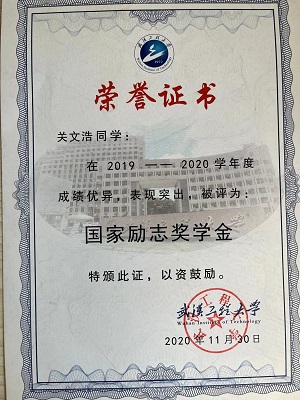 荣誉证书
关文浩同学：
在 2019 —— 2020 学年度
成绩优异，表现突出，被评为：
国家励志奖学金
特颁此证，以资鼓励。
武汉工程大学
Wuhan Institute of Technology
2020 年 11 月 30 日